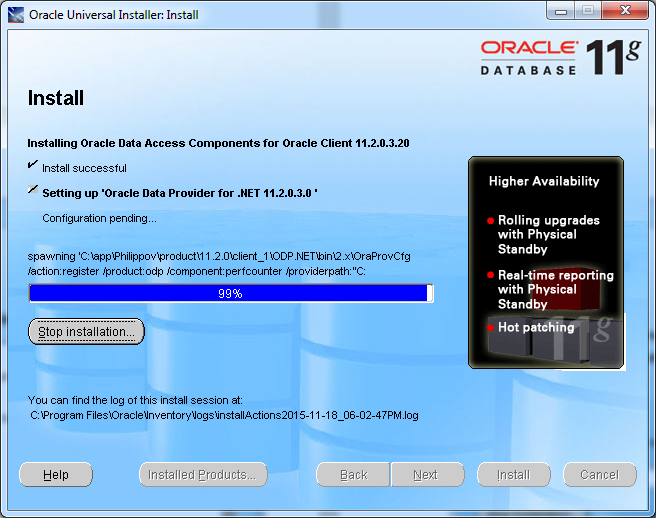 Oracle Universal Installer: Install
ORACLE
DATABASE 11g
Install
Installing Oracle Data Access Components for Oracle Client 11.2.0.3.20
Install successful
Setting up 'Oracle Data Provider for .NET 11.2.0.3.0 '
Configuration pending...
spawning 'C:\app\Philippov\product\11.2.0\client_1\ODP.NET\bin\2.x\OraProvCfg
/action:register /product:odp /component:perfcounter /providerpath:"C:
99%
Stop installation...
Higher Availability
Rolling upgrades
with Physical
Standby
Real-time reporting
with Physical
Standby
Hot patching
11g
You can find the log of this install session at:
C:\Program Files\Oracle\Inventory\logs\installActions2015-11-18_06-02-47PM.log
Help
Installed Products...
Back
Next
Install
Cancel